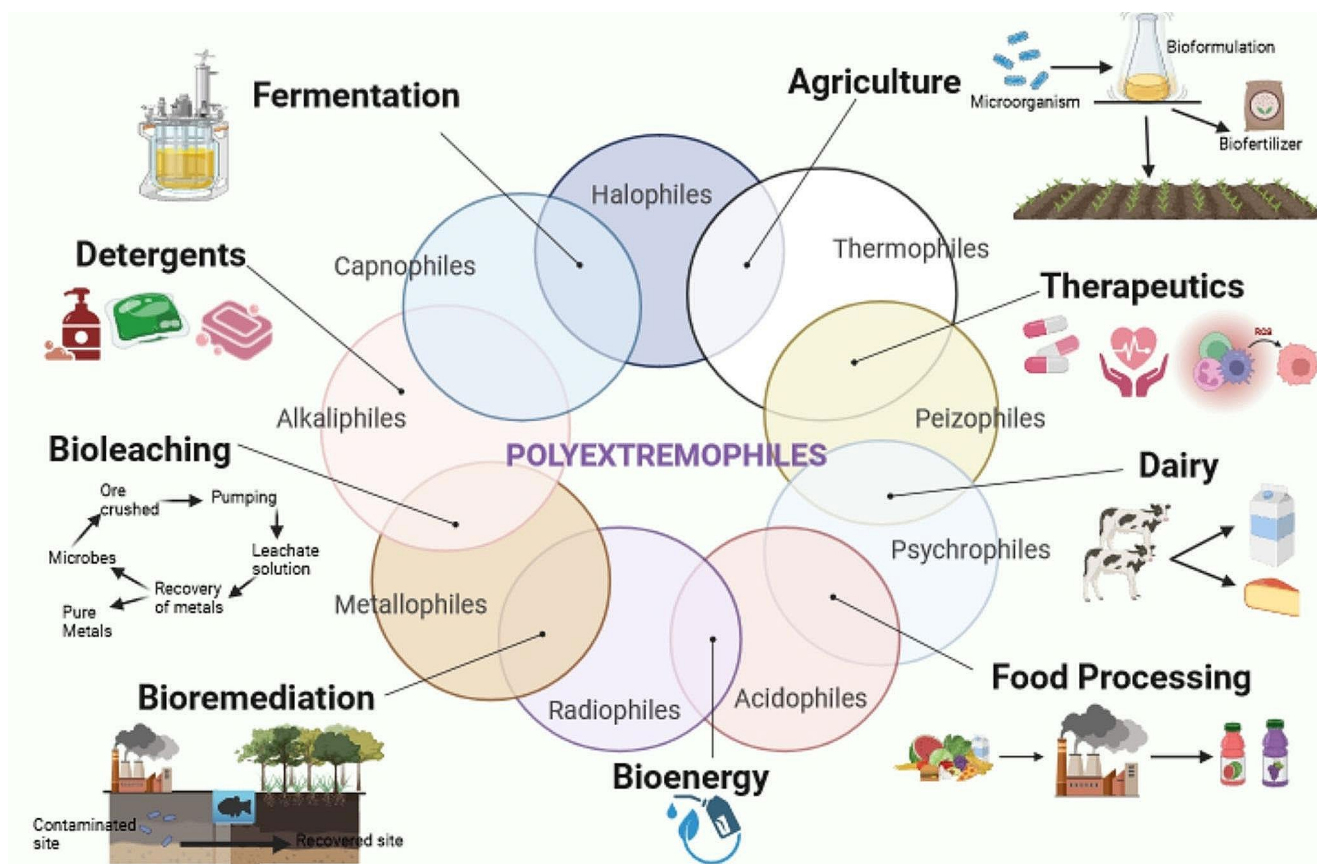 Fermentation
Agriculture
Microorganism
Bioformulation
Biofertilizer
Halophiles
Capnophiles
Thermophiles
Detergents
Therapeutics
ROS
Alkaliphiles
Peizophiles
POLYEXTREMOPHILES
Bioleaching
Ore
crushed
Pumping
Leachate
solution
Microbes
Recovery
of metals
Pure
Metals
Dairy
Psychrophiles
Metallophiles
Radiophiles
Acidophiles
Food Processing
Bioremediation
Contaminated
site
Recovered site
Bioenergy